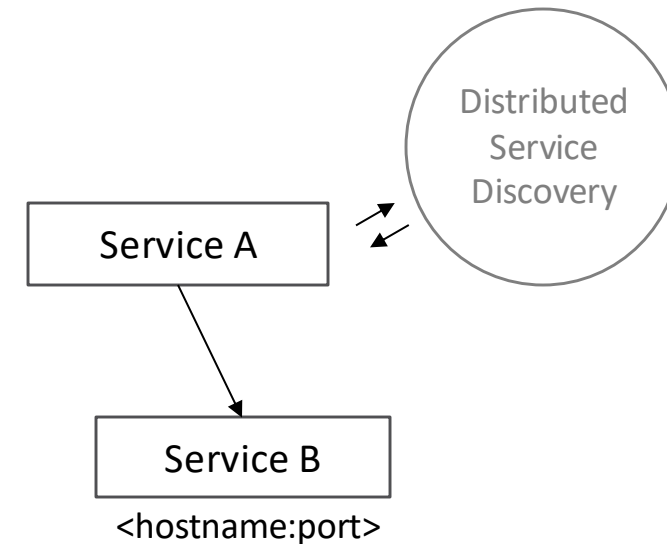 Distributed
Service
Discovery
Service A
Service B
<hostname:port>